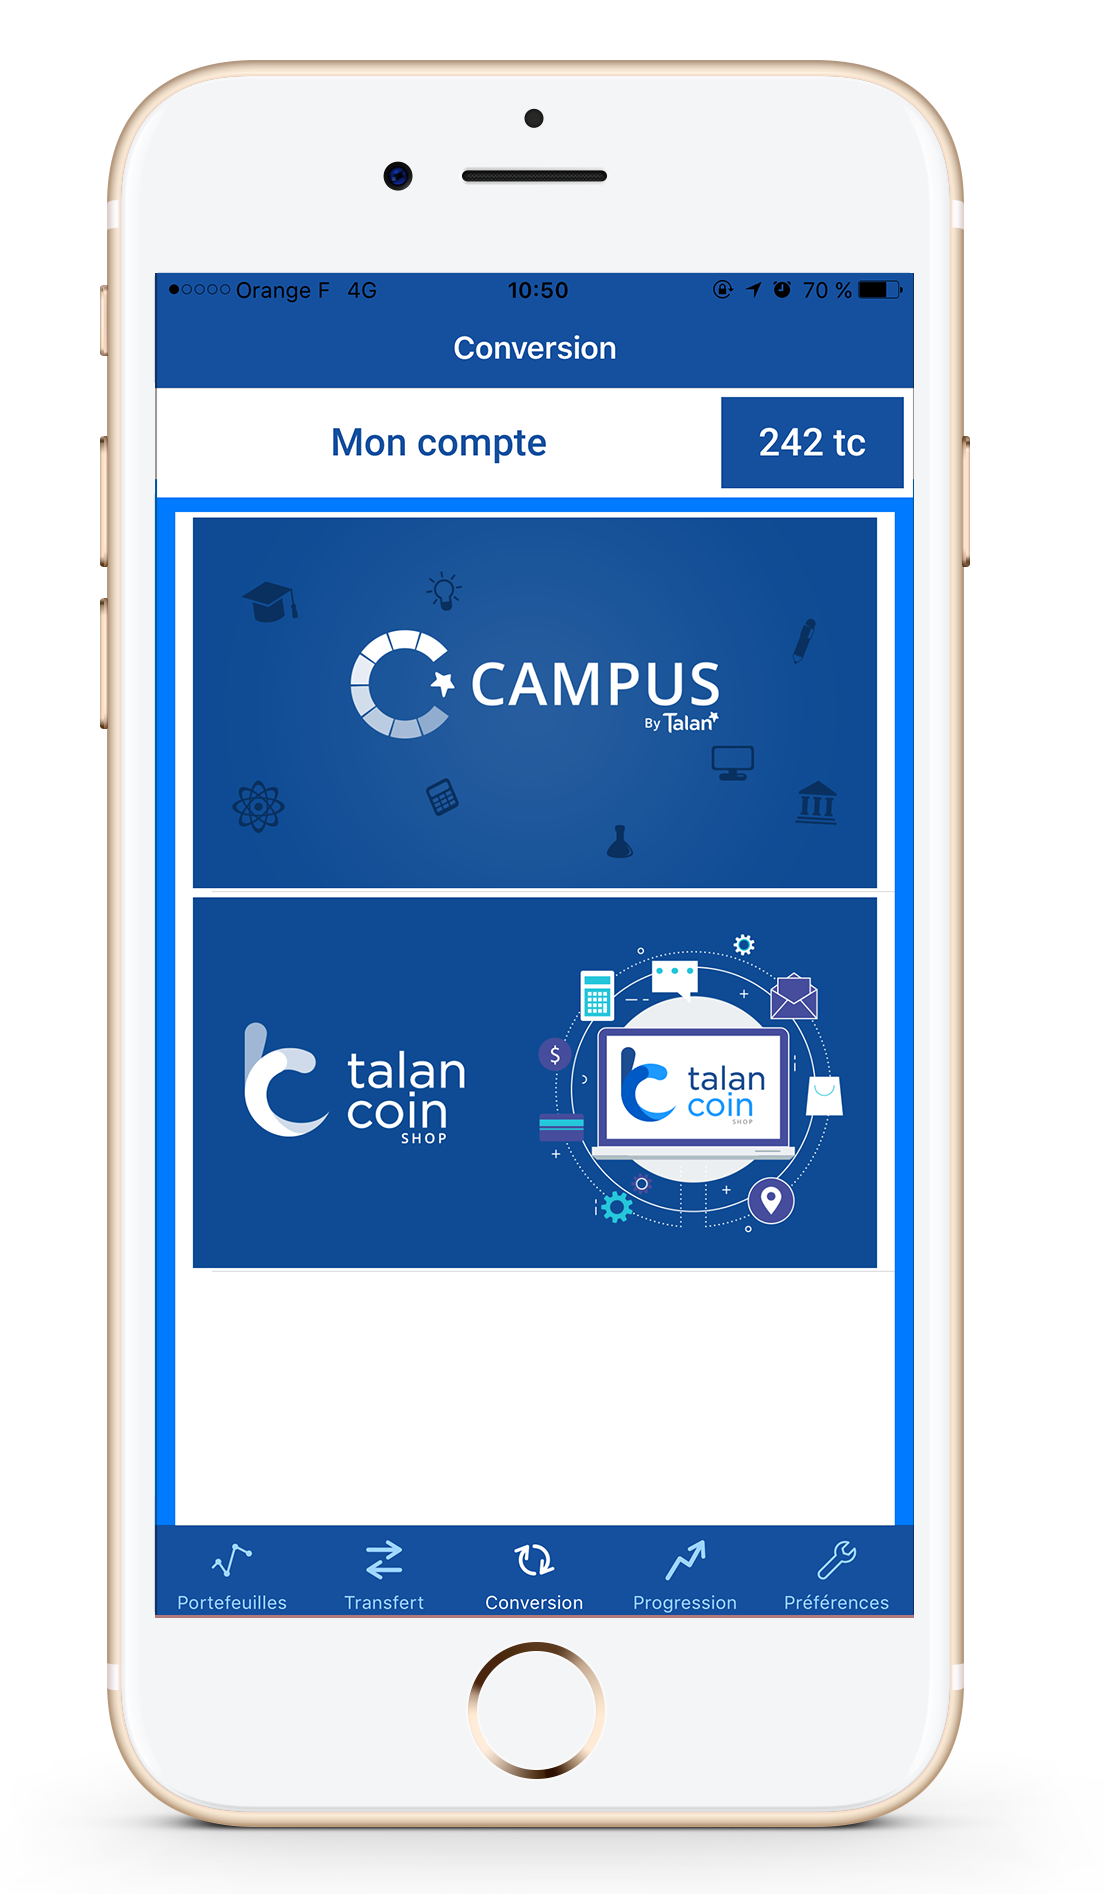 Orange F 4G 10:50 70 %
Conversion
Mon compte 242 tc
CAMPUS
By Talan
talan
coin
SHOP
talan
coin
SHOP
Portefeuilles Transfert Conversion Progression Préférences